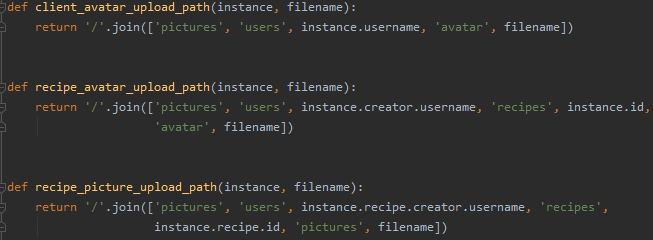 def client_avatar_upload_path(instance, filename):
    return '/'.join(['pictures', 'users', instance.username, 'avatar', filename])
def recipe_avatar_upload_path(instance, filename):
    return '/'.join(['pictures', 'users', instance.creator.username, 'recipes', instance.id,
                     'avatar', filename])
def recipe_picture_upload_path(instance, filename):
    return '/'.join(['pictures', 'users', instance.recipe.creator.username, 'recipes',
                     instance.recipe.id, 'pictures', filename])